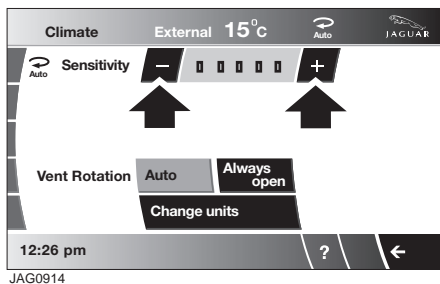 Climate External 15°c Auto JAGUAR
Auto Sensitivity − +
Vent Rotation Auto Always open
Change units
12:26 pm ?
JAG0914